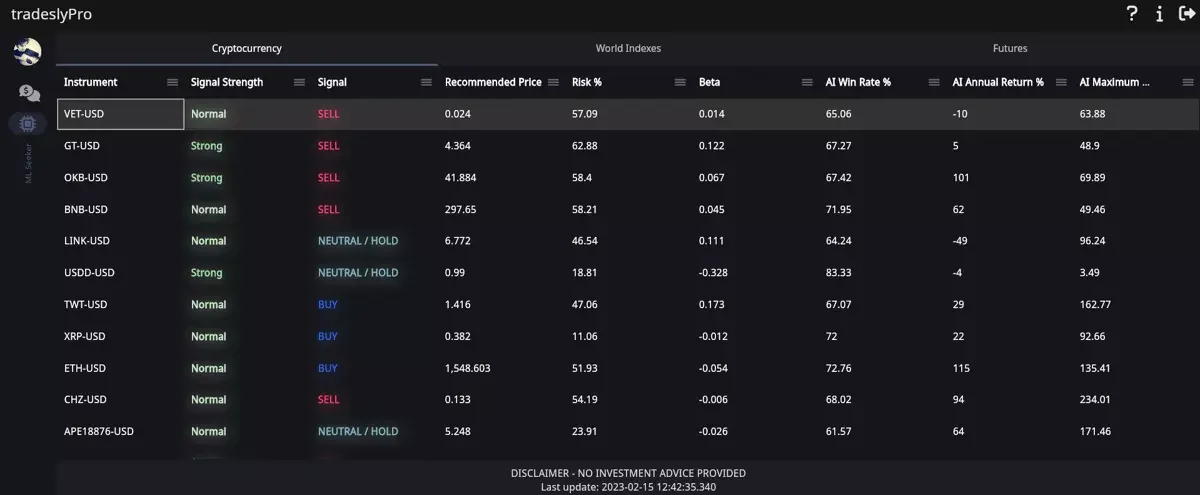 tradeslyPro
Cryptocurrency World Indexes Futures
Instrument Signal Strength Signal Recommended Price Risk % Beta AI Win Rate % AI Annual Return % AI Maximum ...
VET-USD Normal SELL 0.024 57.09 0.014 65.06 -10 63.88
GT-USD Strong SELL 4.364 62.88 0.122 67.27 5 48.9
OKB-USD Strong SELL 41.884 58.4 0.067 67.42 101 69.89
BNB-USD Normal SELL 297.65 58.21 0.045 71.95 62 49.46
ML Seeker
LINK-USD Normal NEUTRAL / HOLD 6.772 46.54 0.111 64.24 -49 96.24
USDD-USD Strong NEUTRAL / HOLD 0.99 18.81 -0.328 83.33 -4 3.49
TWT-USD Normal BUY 1.416 47.06 0.173 67.07 29 162.77
XRP-USD Normal BUY 0.382 11.06 -0.012 72 22 92.66
ETH-USD Normal BUY 1,548.603 51.93 -0.054 72.76 115 135.41
CHZ-USD Normal SELL 0.133 54.19 -0.006 68.02 94 234.01
APE18876-USD Normal NEUTRAL / HOLD 5.248 23.91 -0.026 61.57 64 171.46
DISCLAIMER - NO INVESTMENT ADVICE PROVIDED
Last update: 2023-02-15 12:42:35.340